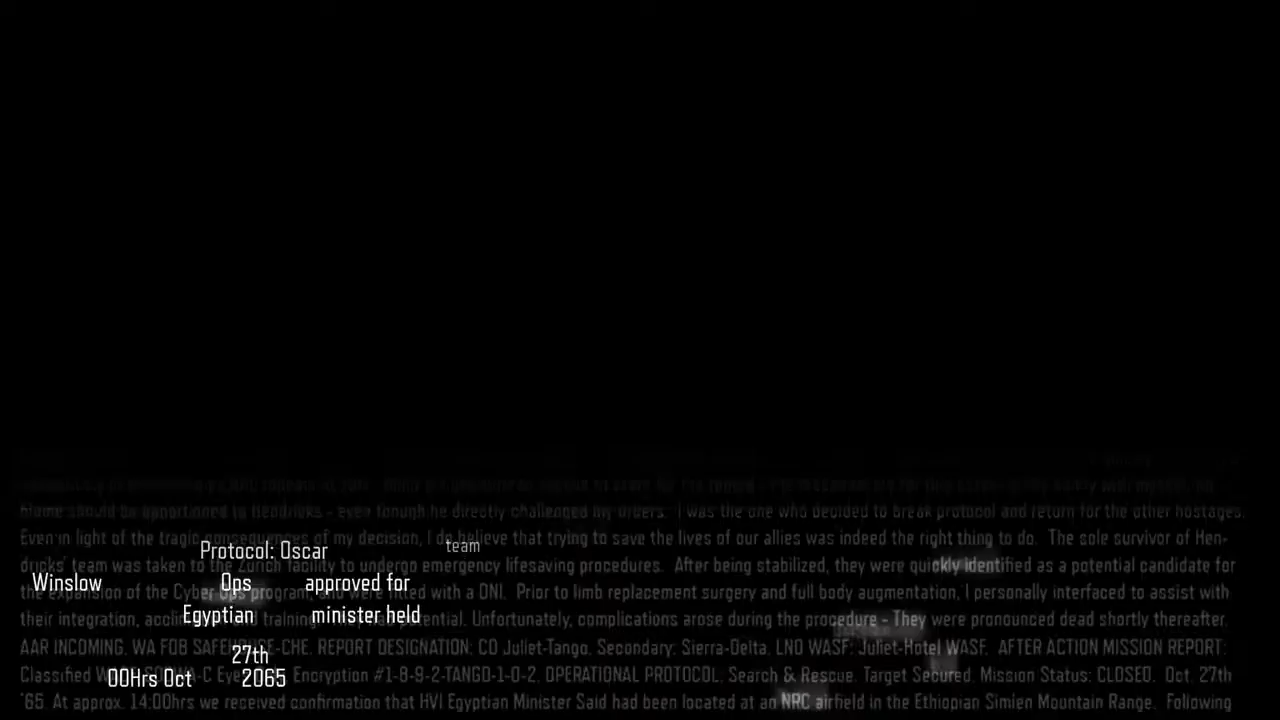 blame should be apportioned to Hendricks - even though he directly challenged my orders. I was the one who decided to break protocol and return for the other hostages.
Even in light of the tragic consequences of my decision, I do believe that trying to save the lives of our allies was indeed the right thing to do. The sole survivor of Hen-
dricks' team was taken to the Zurich facility to undergo emergency lifesaving procedures. After being stabilized, they were quickly identified as a potential candidate for
the expansion of the Cyber Ops program, and were fitted with a DNI. Prior to limb replacement surgery and full body augmentation, I personally interfaced to assist with
their integration, training potential. Unfortunately, complications arose during the procedure - They were pronounced dead shortly thereafter.
AAR INCOMING. WA FOB SAFEHOUSE-CHE. REPORT DESIGNATION: CO Juliet-Tango. Secondary: Sierra-Delta. LNO WASF: Juliet-Hotel WASF. AFTER ACTION MISSION REPORT:
Classified Encryption #1-8-9-2-TANGO-1-0-2. OPERATIONAL PROTOCOL. Search & Rescue. Target Secured. Mission Status: CLOSED. Oct. 27th
'65. At approx. 14:00hrs we received confirmation that HVI Egyptian Minister Said had been located at an NRC airfield in the Ethiopian Simien Mountain Range. Following
Protocol: Oscar team
Winslow Ops approved for
Egyptian minister held
27th
00Hrs Oct 2065